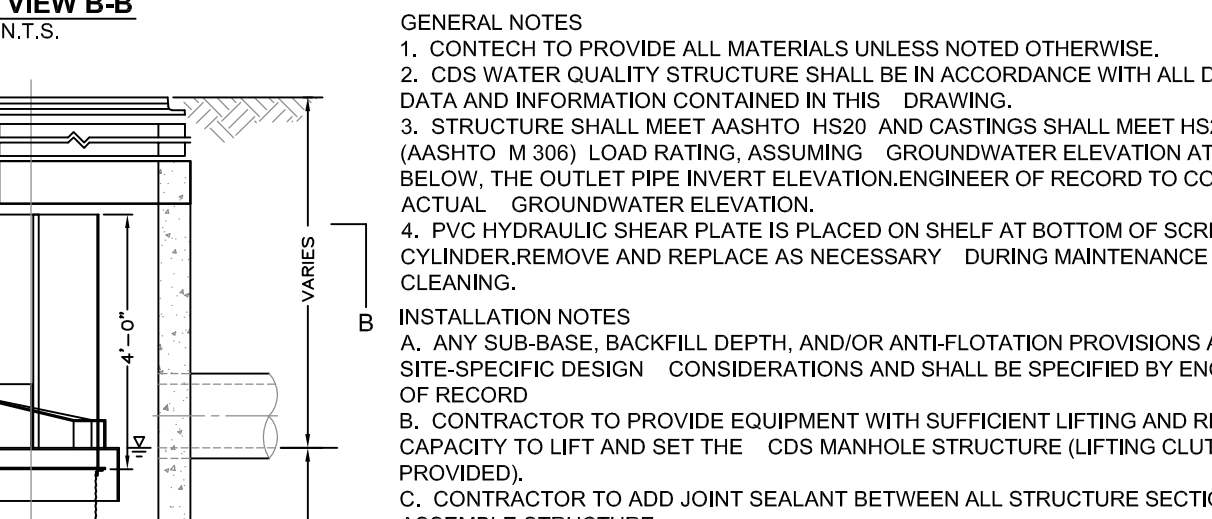 VIEW B-B
N.T.S.
VARIES
4'-0"
B
GENERAL NOTES
1. CONTECH TO PROVIDE ALL MATERIALS UNLESS NOTED OTHERWISE.
2. CDS WATER QUALITY STRUCTURE SHALL BE IN ACCORDANCE WITH ALL D
DATA AND INFORMATION CONTAINED IN THIS DRAWING.
3. STRUCTURE SHALL MEET AASHTO HS20 AND CASTINGS SHALL MEET HS2
(AASHTO M 306) LOAD RATING, ASSUMING GROUNDWATER ELEVATION AT
BELOW, THE OUTLET PIPE INVERT ELEVATION.ENGINEER OF RECORD TO CO
ACTUAL GROUNDWATER ELEVATION.
4. PVC HYDRAULIC SHEAR PLATE IS PLACED ON SHELF AT BOTTOM OF SCRE
CYLINDER.REMOVE AND REPLACE AS NECESSARY DURING MAINTENANCE
CLEANING.
INSTALLATION NOTES
A. ANY SUB-BASE, BACKFILL DEPTH, AND/OR ANTI-FLOTATION PROVISIONS A
SITE-SPECIFIC DESIGN CONSIDERATIONS AND SHALL BE SPECIFIED BY ENG
OF RECORD
B. CONTRACTOR TO PROVIDE EQUIPMENT WITH SUFFICIENT LIFTING AND RE
CAPACITY TO LIFT AND SET THE CDS MANHOLE STRUCTURE (LIFTING CLUT
PROVIDED).
C. CONTRACTOR TO ADD JOINT SEALANT BETWEEN ALL STRUCTURE SECTIO
ASSEMBLE STRUCTURE